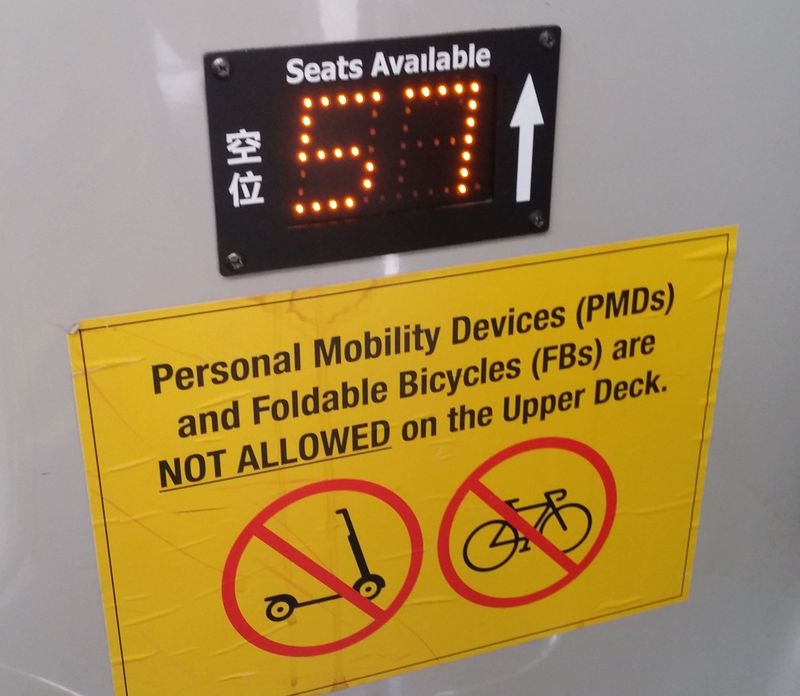 Seats Available
空位
57
Personal Mobility Devices (PMDs)
and Foldable Bicycles (FBs) are
NOT ALLOWED on the Upper Deck.